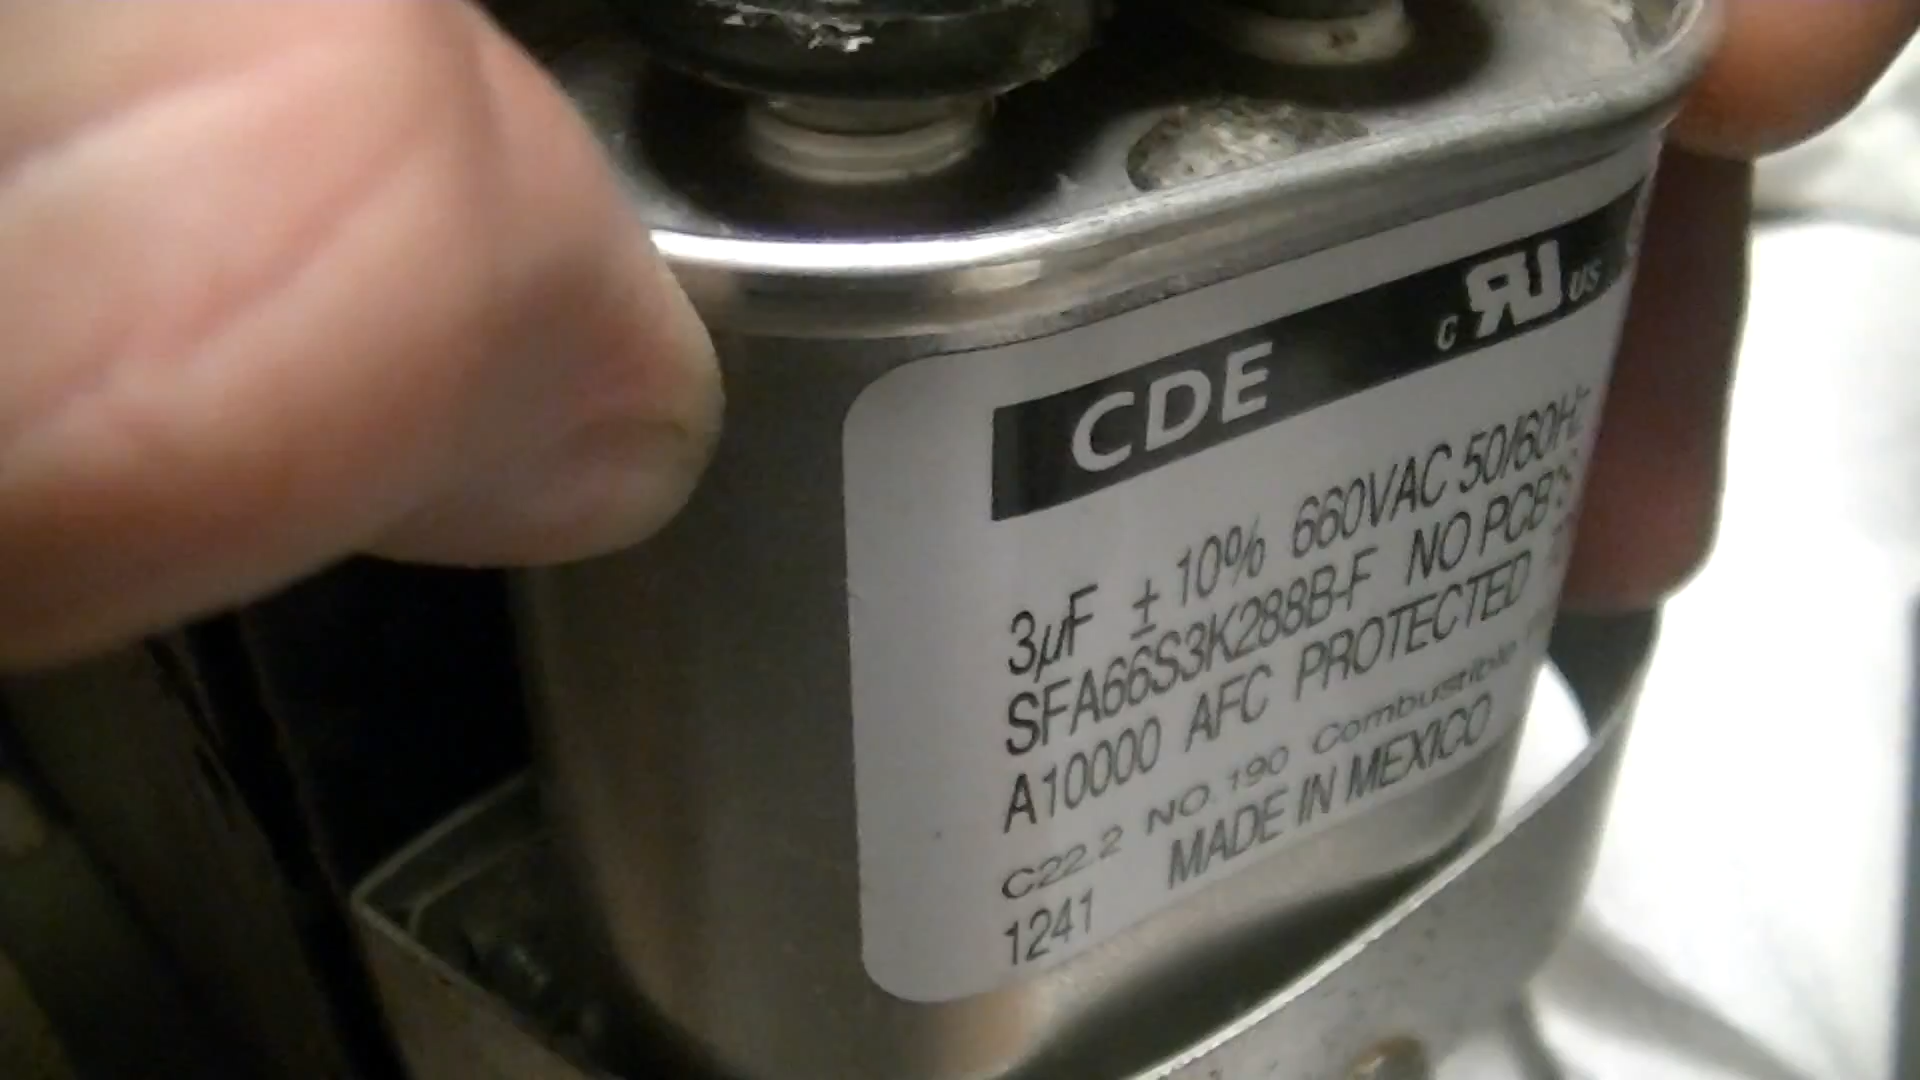 CDE
c RU US
3µF ±10% 660VAC 50/60HZ
SFA66S3K288B-F NO PCB'S
A10000 AFC PROTECTED
C22.2 NO.190 Combustible
1241 MADE IN MEXICO